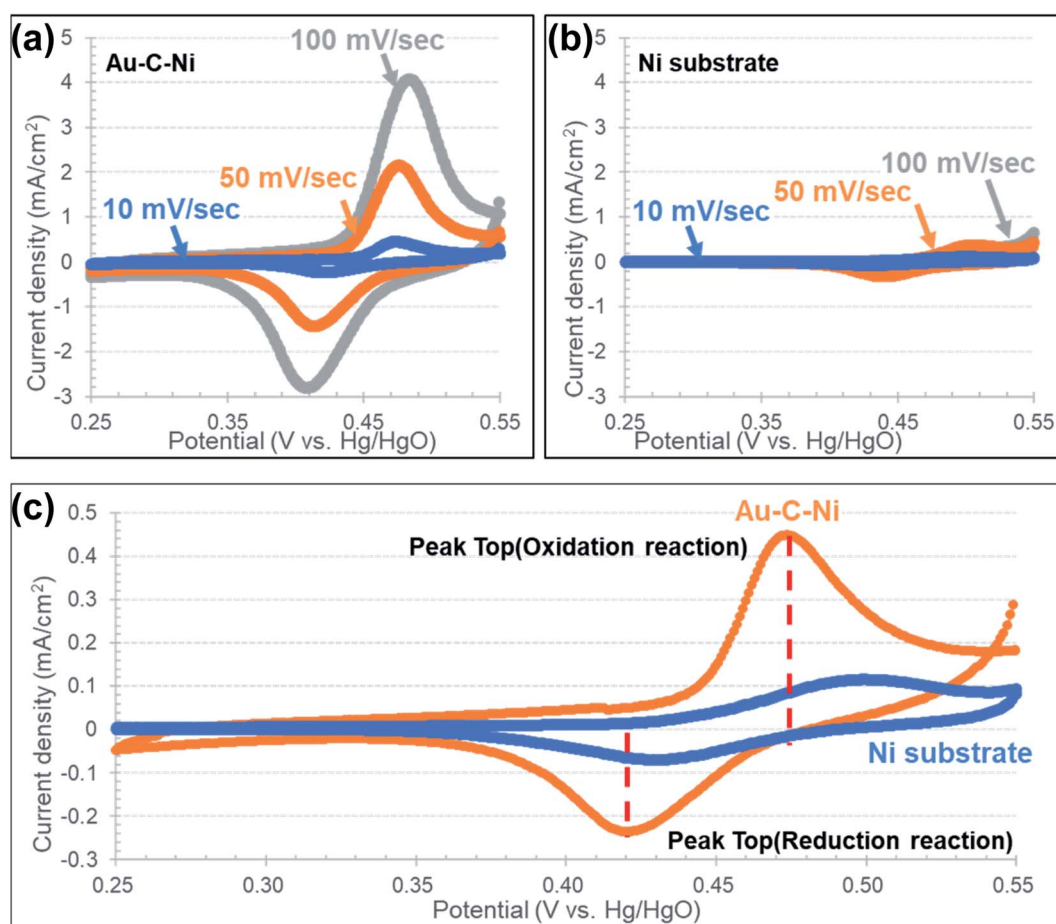 (a)
Au-C-Ni
100 mV/sec
50 mV/sec
10 mV/sec
Current density (mA/cm²)
5
4
3
2
1
0
-1
-2
-3
0.25
0.35
0.45
0.55
Potential (V vs. Hg/HgO)
(b)
Ni substrate
100 mV/sec
50 mV/sec
10 mV/sec
Current density (mA/cm²)
5
4
3
2
1
0
-1
-2
-3
0.25
0.35
0.45
0.55
Potential (V vs. Hg/HgO)
(c)
Au-C-Ni
Peak Top(Oxidation reaction)
Ni substrate
Peak Top(Reduction reaction)
Current density (mA/cm²)
0.5
0.4
0.3
0.2
0.1
0
-0.1
-0.2
-0.3
0.25
0.30
0.35
0.40
0.45
0.50
0.55
Potential (V vs. Hg/HgO)